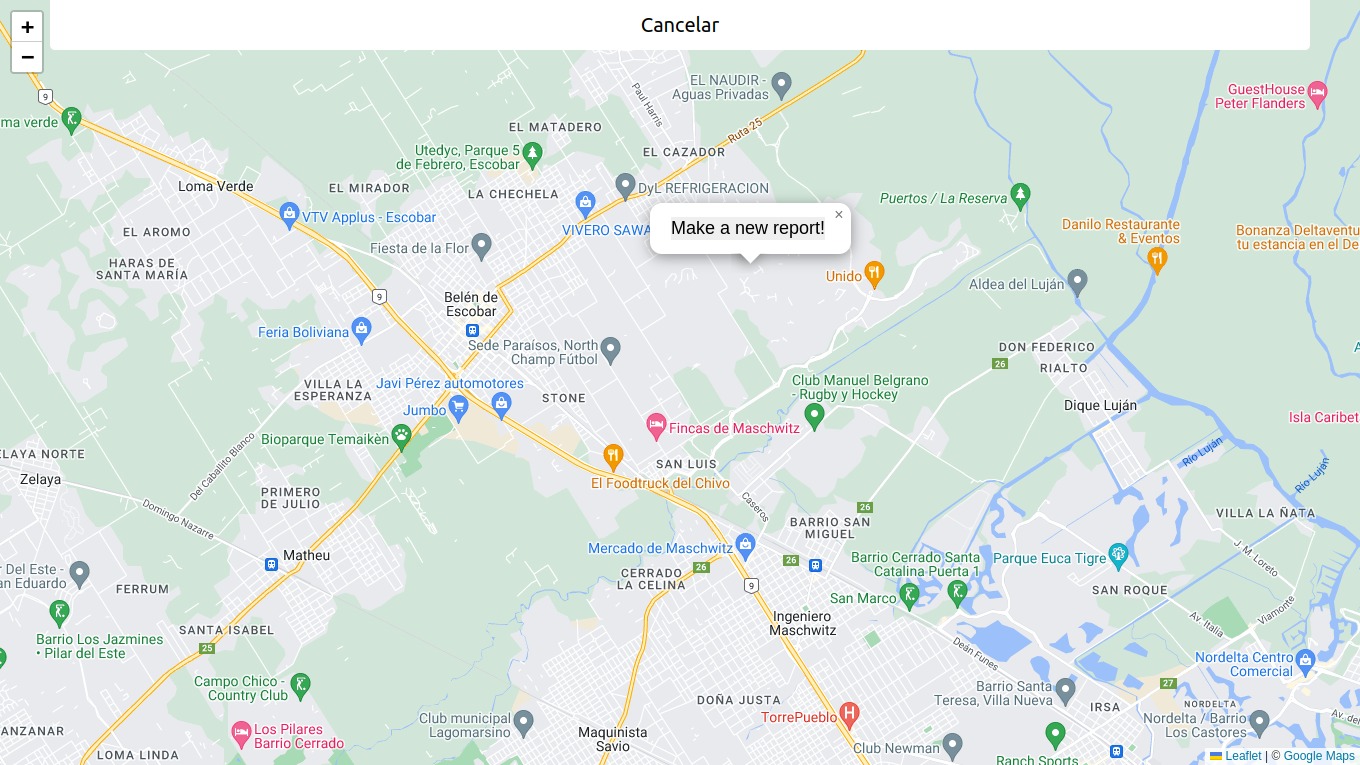 Cancelar
+
−
9
EL NAUDIR -
Aguas Privadas
GuestHouse
Peter Flanders
Paul Harris
ma verde
EL MATADERO
Ruta 25
Utedyc, Parque 5
de Febrero, Escobar
EL CAZADOR
Loma Verde
EL MIRADOR
LA CHECHELA
DyL REFRIGERACION
Puertos / La Reserva
VTV Applus - Escobar
VIVERO SAWA
Make a new report!
×
Danilo Restaurante
& Eventos
Bonanza Deltaventu
tu estancia en el De
EL AROMO
Fiesta de la Flor
HARAS DE
SANTA MARÍA
Unido
Aldea del Luján
9
Belén de
Escobar
Feria Boliviana
Sede Paraísos, North
Champ Fútbol
DON FEDERICO
26
RIALTO
VILLA LA
ESPERANZA
Javi Pérez automotores
STONE
Club Manuel Belgrano
- Rugby y Hockey
Jumbo
Dique Luján
Isla Caribet
Fincas de Maschwitz
Bioparque Temaikèn
Del Caballito Blanco
ELAYA NORTE
Zelaya
SAN LUIS
El Foodtruck del Chivo
Río Luján
Río Luján
PRIMERO
DE JULIO
Domingo Nazarre
Caseros
26
BARRIO SAN
MIGUEL
VILLA LA ÑATA
Matheu
Mercado de Maschwitz
26
26
Barrio Cerrado Santa
Catalina Puerta 1
Parque Euca Tigre
J. M. Loreto
r Del Este -
an Eduardo
FERRUM
CERRADO
LA CELINA
9
San Marco
SAN ROQUE
Viamonte
Av. Italia
Barrio Los Jazmines
• Pilar del Este
SANTA ISABEL
25
Ingeniero
Maschwitz
Deán Funes
Nordelta Centro
Comercial
Campo Chico -
Country Club
DOÑA JUSTA
Barrio Santa
Teresa, Villa Nueva
27
IRSA
NORDELTA
Nordelta / Barrio
Los Castores
Av. de
Los Pilares
Barrio Cerrado
ANZANAR
LOMA LINDA
Club municipal
Lagomarsino
Maquinista
Savio
TorrePueblo
H
Club Newman
Ranch Sports
Leaflet | © Google Maps